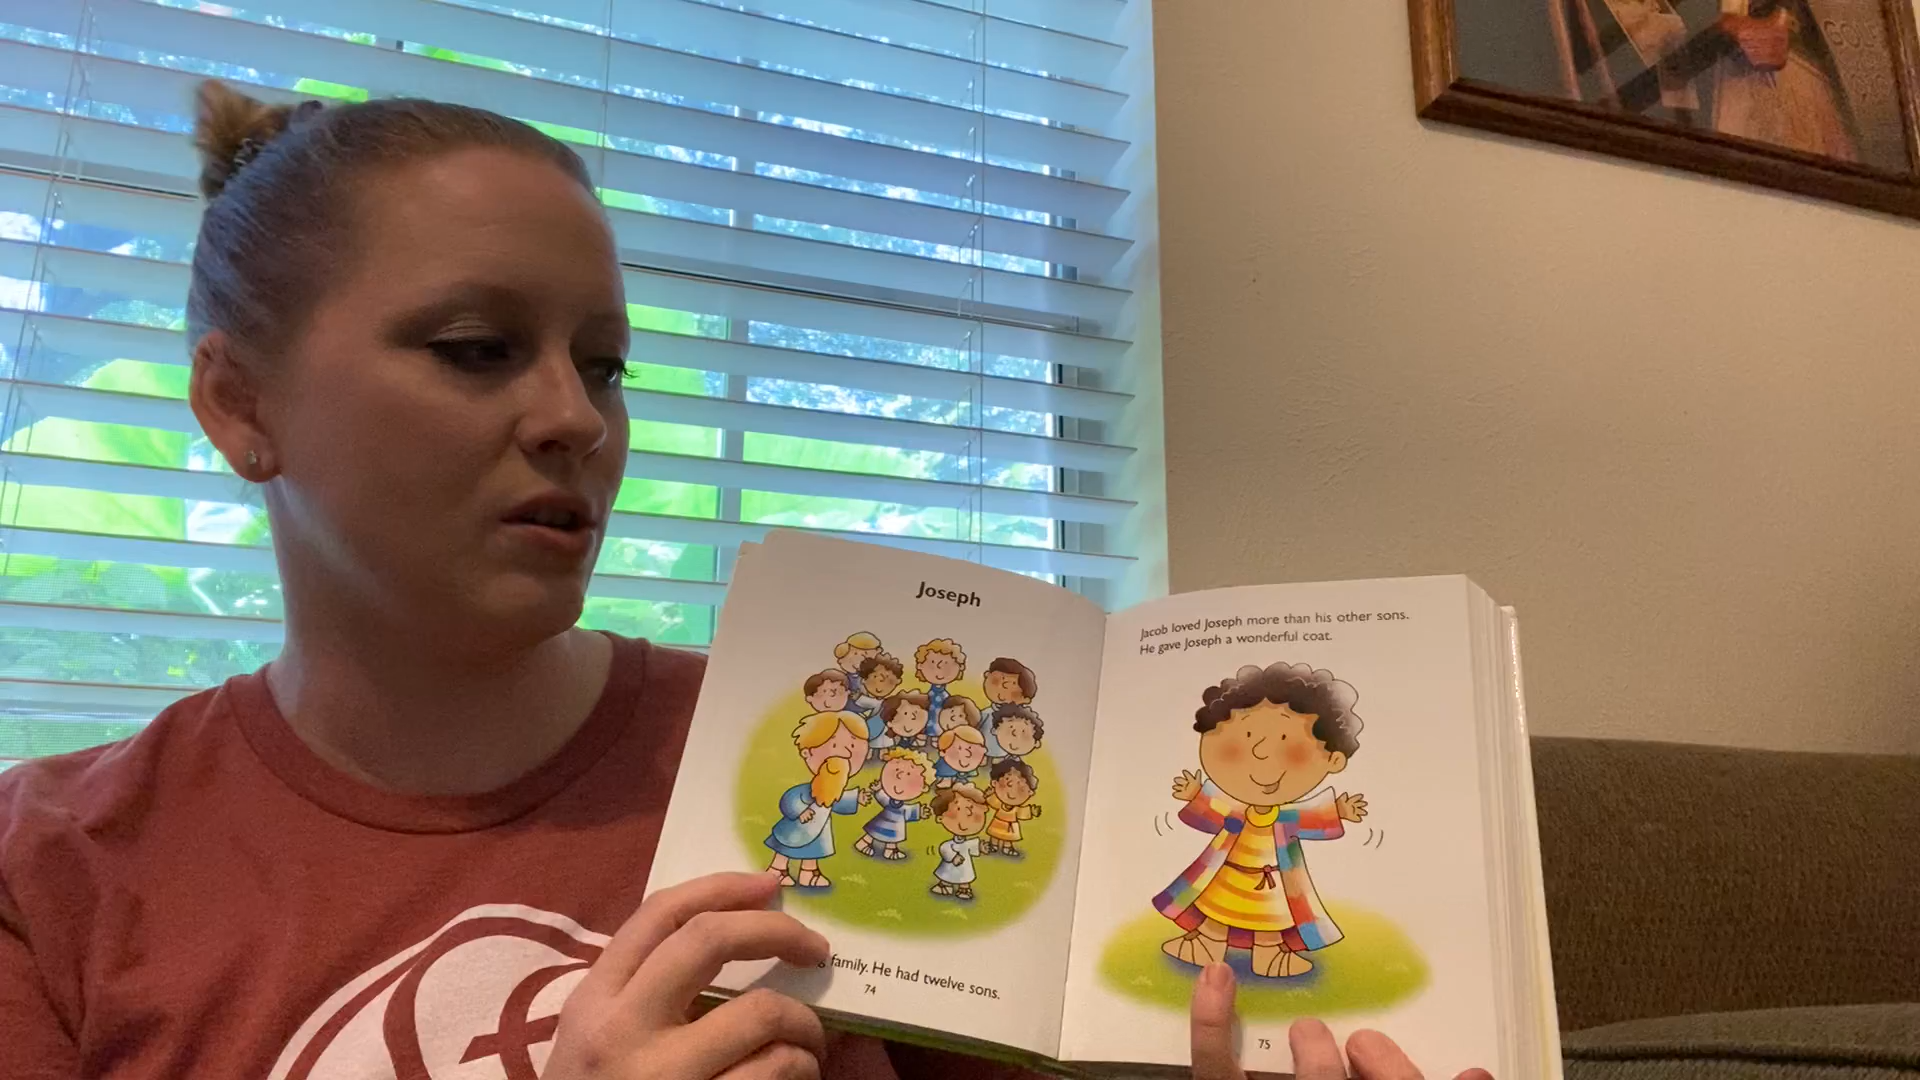 Joseph
family. He had twelve sons.
74
Jacob loved Joseph more than his other sons.
He gave Joseph a wonderful coat.
75